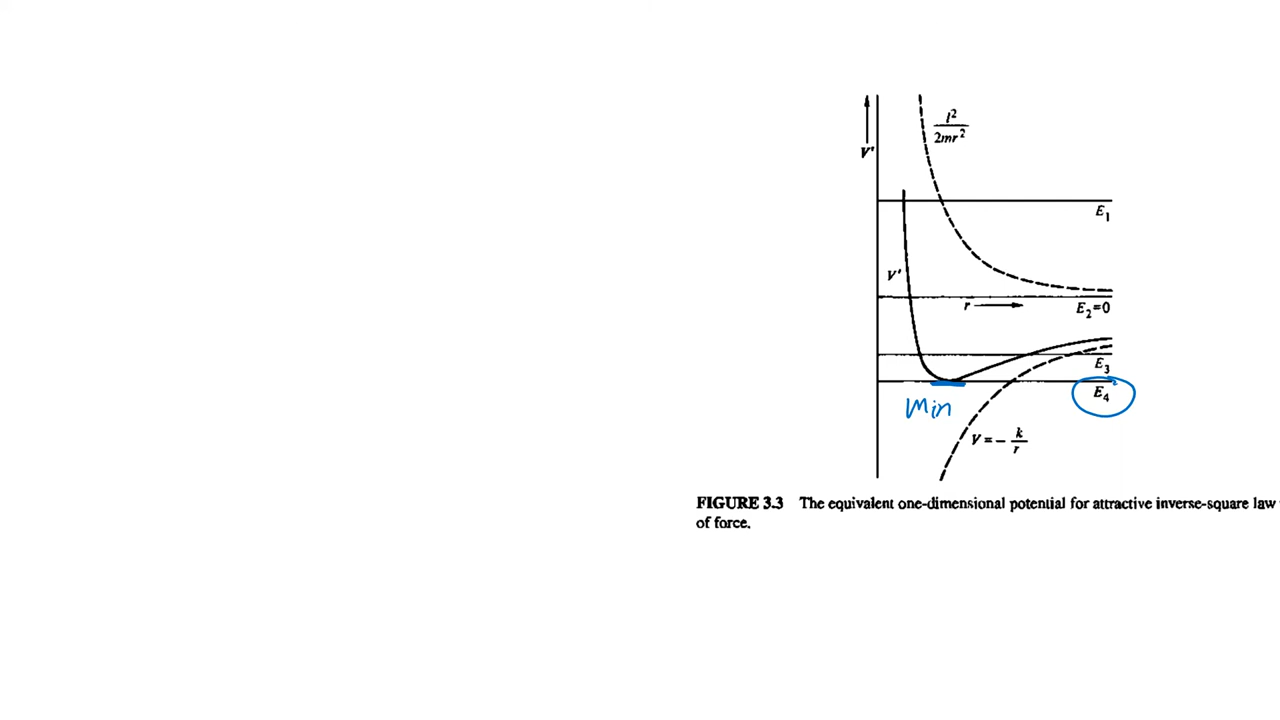 l²
2mr²
V'
E₁
V'
r
E₂=0
E₃
E₄
Min
V = - k
r
FIGURE 3.3 The equivalent one-dimensional potential for attractive inverse-square law
of force.